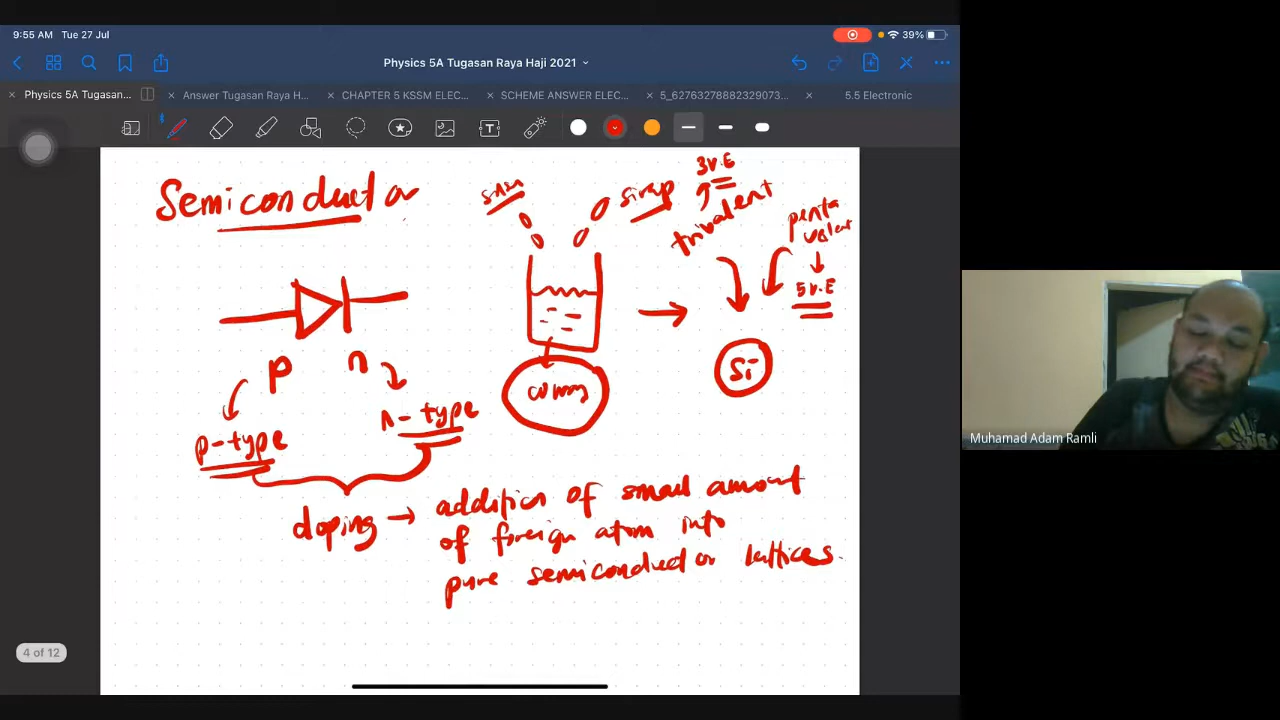 9:55 AM Tue 27 Jul
39%
Physics 5A Tugasan Raya Haji 2021
Physics 5A Tugasan...
Answer Tugasan Raya H...
CHAPTER 5 KSSM ELEC...
SCHEME ANSWER ELEC...
5_62763278882329073...
5.5 Electronic
T
Semiconductor
sirap
3v.E
trivalent
penta
valent
5v.E
Si
p n
p-type
n-type
doping → addition of small amount
of foreign atom into
pure semiconductor lattices.
4 of 12
Muhamad Adam Ramli